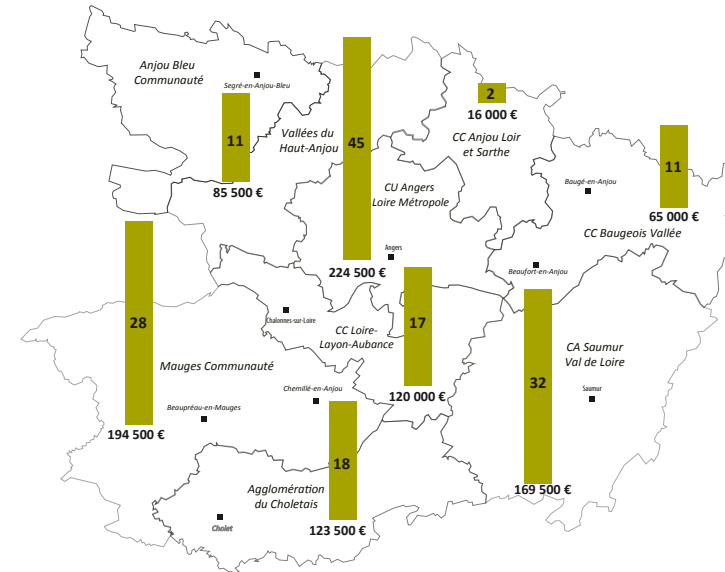 Anjou Bleu
Communauté
Segré-en-Anjou-Bleu
11
85 500 €
Vallées du
Haut-Anjou
45
224 500 €
2
16 000 €
CC Anjou Loir
et Sarthe
CU Angers
Loire Métropole
Angers
11
65 000 €
Baugé-en-Anjou
CC Baugeois Vallée
Beaufort-en-Anjou
28
194 500 €
Mauges Communauté
Beaupréau-en-Mauges
Chalonnes-sur-Loire
CC Loire-
Layon-Aubance
17
120 000 €
Chemillé-en-Anjou
CA Saumur
Val de Loire
32
169 500 €
Saumur
18
123 500 €
Agglomération
du Choletais
Cholet